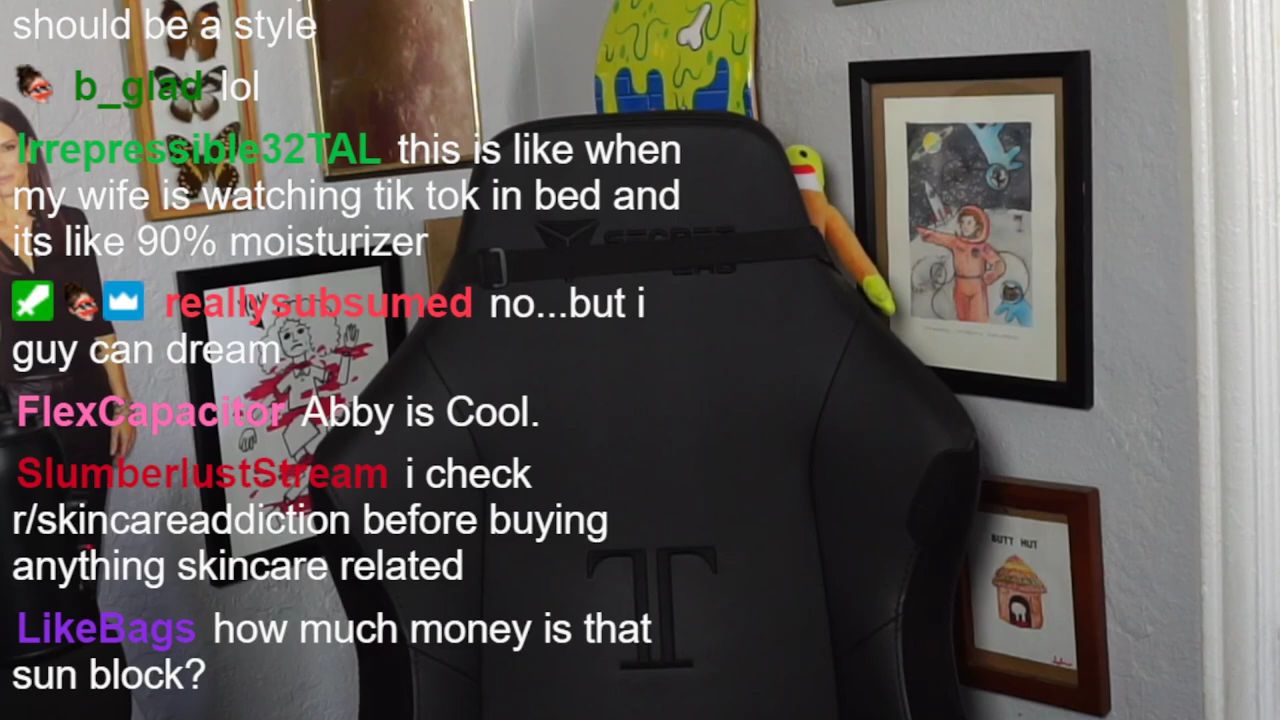 should be a style
b_glad lol
Irrepressible32TAL this is like when
my wife is watching tik tok in bed and
its like 90% moisturizer
reallysubsumed no...but i
guy can dream
FlexCapacitor Abby is Cool.
SlumberlustStream i check
r/skincareaddiction before buying
anything skincare related
LikeBags how much money is that
sun block?
SECRET
LAB
BUTT HUT